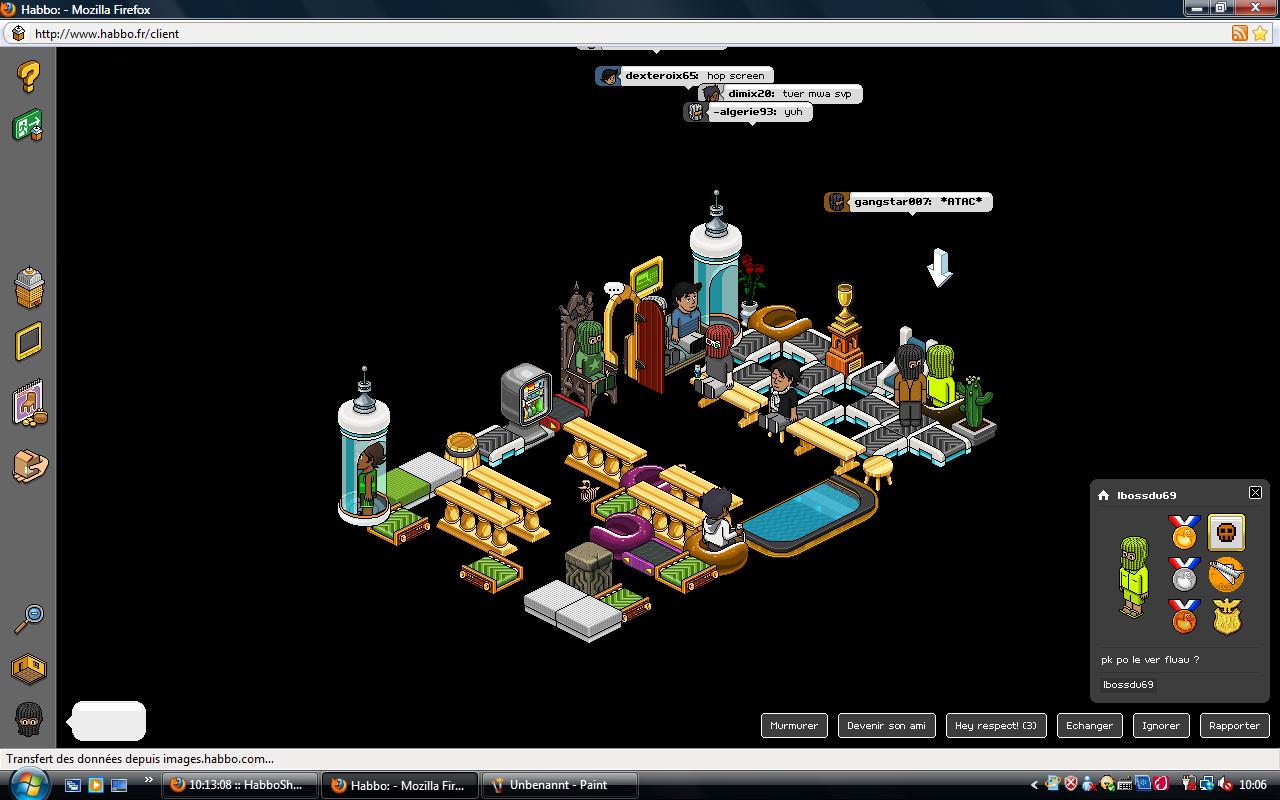 Habbo: - Mozilla Firefox
http://www.habbo.fr/client
dexteroix65: hop screen
dimix20: tuer mwa svp
-algerie93: yuh
gangstar007: *ATAC*
...
lbossdu69
pk po le ver fluau ?
lbossdu69
Murmurer
Devenir son ami
Hey respect! (3)
Echanger
Ignorer
Rapporter
Transfert des données depuis images.habbo.com...
10:13:08 :: HabboSh...
Habbo: - Mozilla Fir...
Unbenannt - Paint
10:06